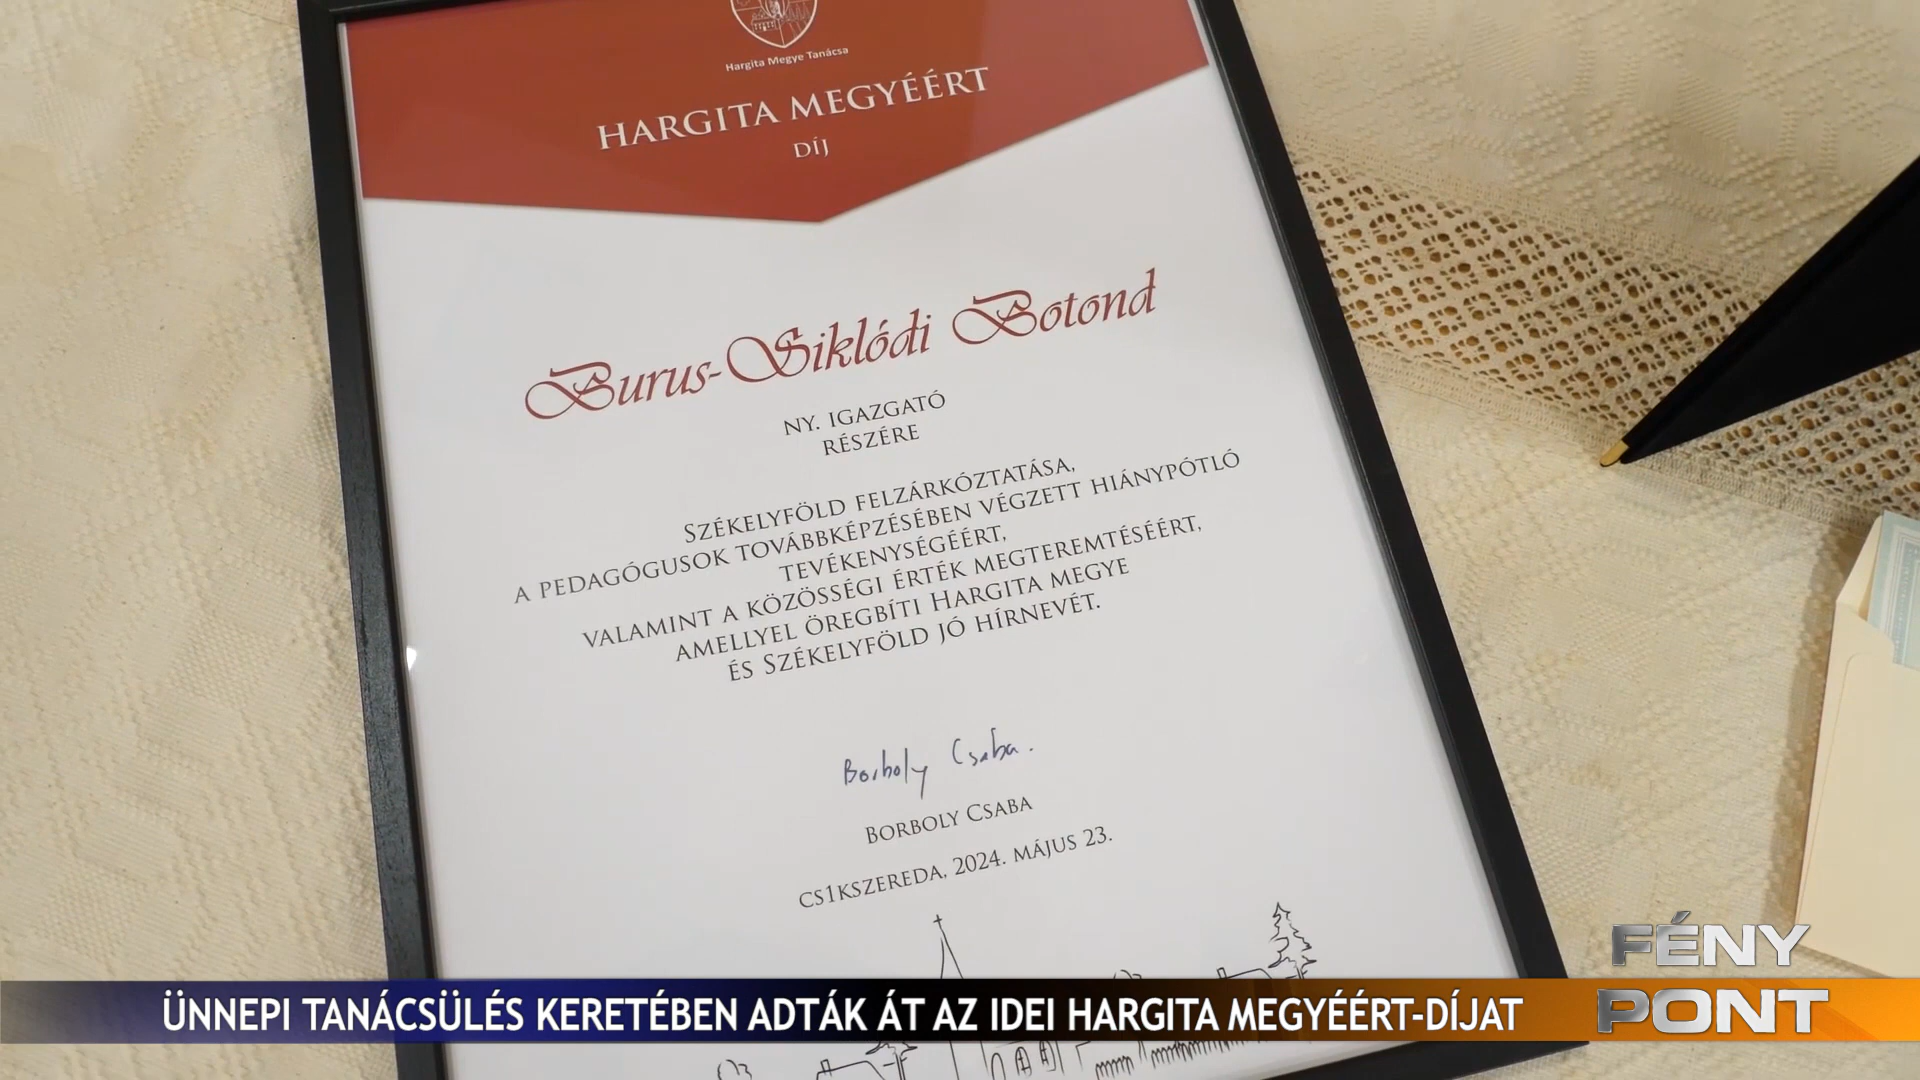 Hargita Megye Tanácsa
HARGITA MEGYÉÉRT
DÍJ
Burus-Siklódi Botond
NY. IGAZGATÓ
RÉSZÉRE
SZÉKELYFÖLD FELZÁRKÓZTATÁSA,
A PEDAGÓGUSOK TOVÁBBKÉPZÉSÉBEN VÉGZETT HIÁNYPÓTLÓ
TEVÉKENYSÉGÉÉRT,
VALAMINT A KÖZÖSSÉGI ÉRTÉK MEGTEREMTÉSÉÉRT,
AMELLYEL ÖREGBÍTI HARGITA MEGYE
ÉS SZÉKELYFÖLD JÓ HÍRNEVÉT.
Borboly Csaba.
BORBOLY CSABA
CS1KSZEREDA, 2024. MÁJUS 23.
FÉNY
PONT
ÜNNEPI TANÁCSÜLÉS KERETÉBEN ADTÁK ÁT AZ IDEI HARGITA MEGYÉÉRT-DÍJAT